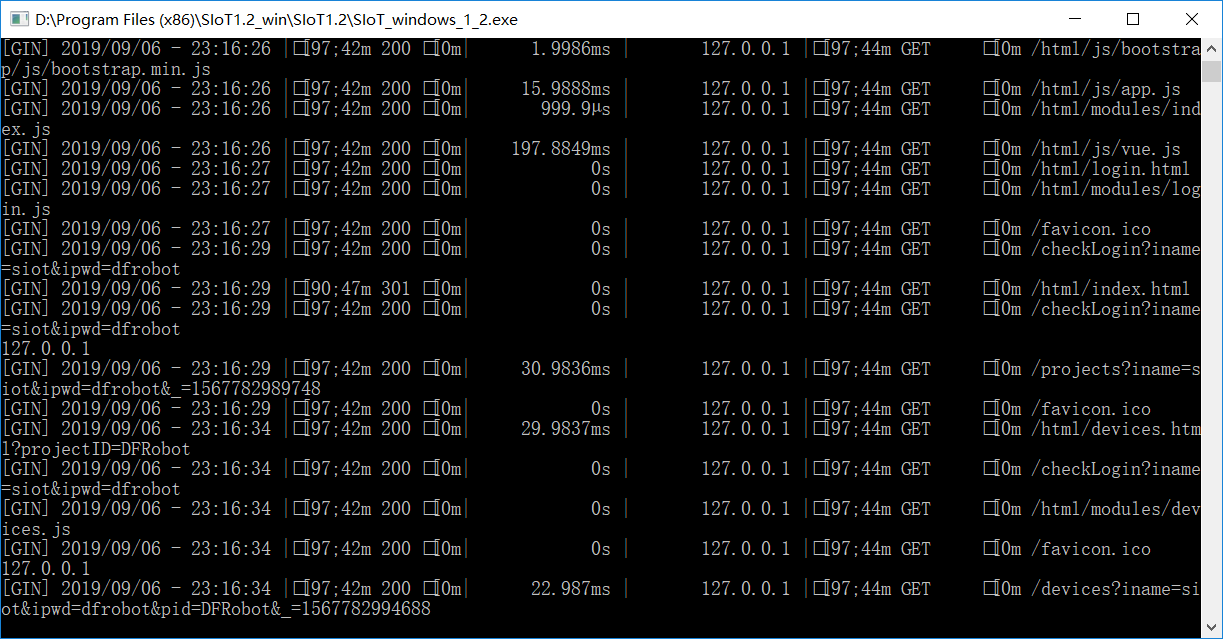 D:\Program Files (x86)\SIoT1.2_win\SIoT1.2\SIoT_windows_1_2.exe
[GIN] 2019/09/06 - 23:16:26 |□[97;42m 200 □[0m| 1.9986ms | 127.0.0.1 |□[97;44m GET □[0m /html/js/bootstra
p/js/bootstrap.min.js
[GIN] 2019/09/06 - 23:16:26 |□[97;42m 200 □[0m| 15.9888ms | 127.0.0.1 |□[97;44m GET □[0m /html/js/app.js
[GIN] 2019/09/06 - 23:16:26 |□[97;42m 200 □[0m| 999.9µs | 127.0.0.1 |□[97;44m GET □[0m /html/modules/ind
ex.js
[GIN] 2019/09/06 - 23:16:26 |□[97;42m 200 □[0m| 197.8849ms | 127.0.0.1 |□[97;44m GET □[0m /html/js/vue.js
[GIN] 2019/09/06 - 23:16:27 |□[97;42m 200 □[0m| 0s | 127.0.0.1 |□[97;44m GET □[0m /html/login.html
[GIN] 2019/09/06 - 23:16:27 |□[97;42m 200 □[0m| 0s | 127.0.0.1 |□[97;44m GET □[0m /html/modules/log
in.js
[GIN] 2019/09/06 - 23:16:27 |□[97;42m 200 □[0m| 0s | 127.0.0.1 |□[97;44m GET □[0m /favicon.ico
[GIN] 2019/09/06 - 23:16:29 |□[97;42m 200 □[0m| 0s | 127.0.0.1 |□[97;44m GET □[0m /checkLogin?iname
=siot&ipwd=dfrobot
[GIN] 2019/09/06 - 23:16:29 |□[90;47m 301 □[0m| 0s | 127.0.0.1 |□[97;44m GET □[0m /html/index.html
[GIN] 2019/09/06 - 23:16:29 |□[97;42m 200 □[0m| 0s | 127.0.0.1 |□[97;44m GET □[0m /checkLogin?iname
=siot&ipwd=dfrobot
127.0.0.1
[GIN] 2019/09/06 - 23:16:29 |□[97;42m 200 □[0m| 30.9836ms | 127.0.0.1 |□[97;44m GET □[0m /projects?iname=s
iot&ipwd=dfrobot&_=1567782989748
[GIN] 2019/09/06 - 23:16:29 |□[97;42m 200 □[0m| 0s | 127.0.0.1 |□[97;44m GET □[0m /favicon.ico
[GIN] 2019/09/06 - 23:16:34 |□[97;42m 200 □[0m| 29.9837ms | 127.0.0.1 |□[97;44m GET □[0m /html/devices.htm
l?projectID=DFRobot
[GIN] 2019/09/06 - 23:16:34 |□[97;42m 200 □[0m| 0s | 127.0.0.1 |□[97;44m GET □[0m /checkLogin?iname
=siot&ipwd=dfrobot
[GIN] 2019/09/06 - 23:16:34 |□[97;42m 200 □[0m| 0s | 127.0.0.1 |□[97;44m GET □[0m /html/modules/dev
ices.js
[GIN] 2019/09/06 - 23:16:34 |□[97;42m 200 □[0m| 0s | 127.0.0.1 |□[97;44m GET □[0m /favicon.ico
127.0.0.1
[GIN] 2019/09/06 - 23:16:34 |□[97;42m 200 □[0m| 22.987ms | 127.0.0.1 |□[97;44m GET □[0m /devices?iname=si
ot&ipwd=dfrobot&pid=DFRobot&_=1567782994688